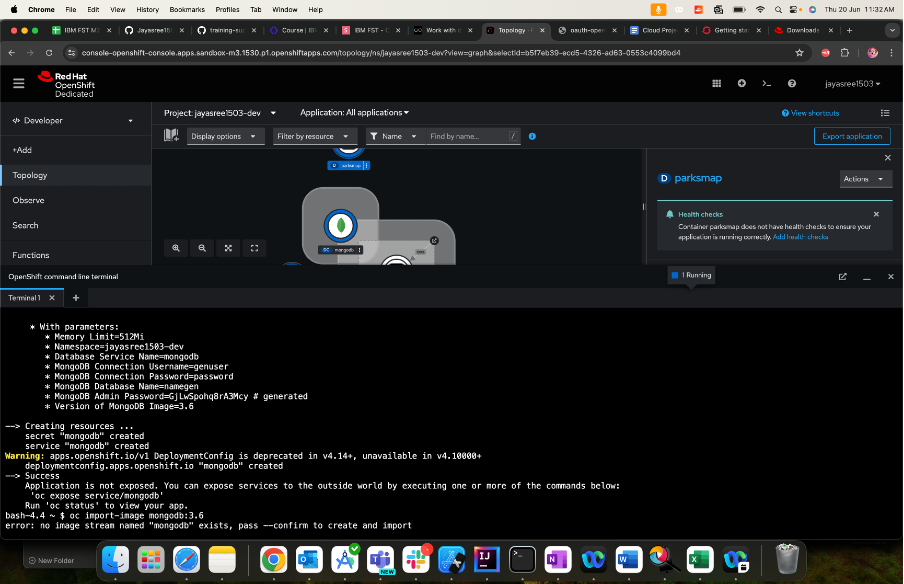 Chrome File Edit View History Bookmarks Profiles Tab Window Help Thu 20 Jun 11:32 AM
IBM FST M3 Jayasree1503 training-su Course | IB IBM FST - C Work with Topology oauth-open Cloud Proje Getting star Downloads
console-openshift-console.apps.sandbox-m3.1530.p1.openshiftapps.com/topology/ns/jayasree1503-dev?view=graph&selectId=b5f7eb39-ecd5-4326-ad63-0553c4099bd4
Red Hat
OpenShift
Dedicated
jayasree1503
Developer
Project: jayasree1503-dev Application: All applications View shortcuts
Display options Filter by resource Name Find by name... / Export application
+Add
Topology
Observe
Search
Functions
D parksmap
DC mongodb
D parksmap
Actions
Health checks
Container parksmap does not have health checks to ensure your
application is running correctly. Add health checks
OpenShift command line terminal
1 Running
Terminal 1
* With parameters:
* Memory Limit=512Mi
* Namespace=jayasree1503-dev
* Database Service Name=mongodb
* MongoDB Connection Username=genuser
* MongoDB Connection Password=password
* MongoDB Database Name=namegen
* MongoDB Admin Password=GjLwSpohq8rA3Mcy # generated
* Version of MongoDB Image=3.6
--> Creating resources ...
secret "mongodb" created
service "mongodb" created
Warning: apps.openshift.io/v1 DeploymentConfig is deprecated in v4.14+, unavailable in v4.10000+
deploymentconfig.apps.openshift.io "mongodb" created
--> Success
Application is not exposed. You can expose services to the outside world by executing one or more of the commands below:
'oc expose service/mongodb'
Run 'oc status' to view your app.
bash-4.4 ~ $ oc import-image mongodb:3.6
error: no image stream named "mongodb" exists, pass --confirm to create and import
New Folder
NEW